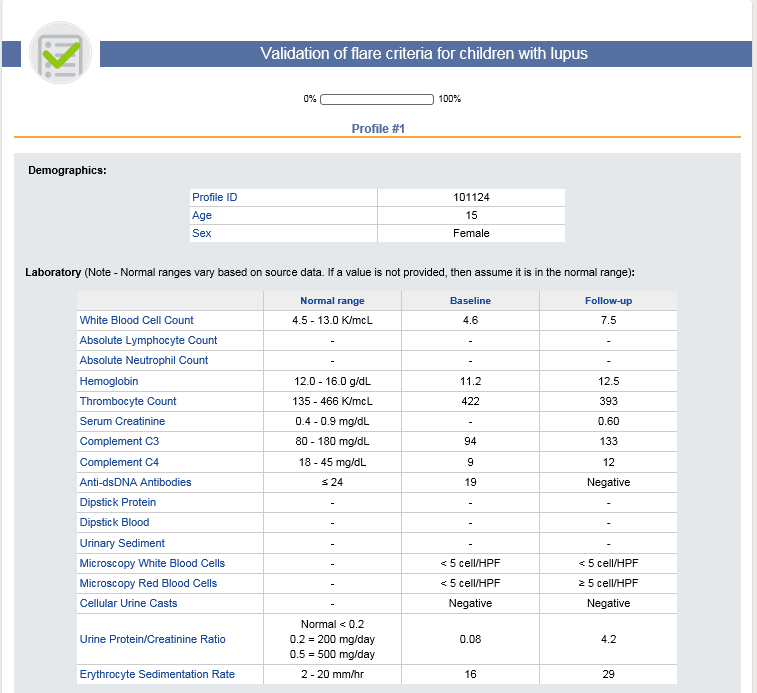 Validation of flare criteria for children with lupus
0% 100%
Profile #1
Demographics:
Profile ID 101124
Age 15
Sex Female
Laboratory (Note - Normal ranges vary based on source data. If a value is not provided, then assume it is in the normal range):
Normal range Baseline Follow-up
White Blood Cell Count 4.5 - 13.0 K/mcL 4.6 7.5
Absolute Lymphocyte Count - - -
Absolute Neutrophil Count - - -
Hemoglobin 12.0 - 16.0 g/dL 11.2 12.5
Thrombocyte Count 135 - 466 K/mcL 422 393
Serum Creatinine 0.4 - 0.9 mg/dL - 0.60
Complement C3 80 - 180 mg/dL 94 133
Complement C4 18 - 45 mg/dL 9 12
Anti-dsDNA Antibodies ≤ 24 19 Negative
Dipstick Protein - - -
Dipstick Blood - - -
Urinary Sediment - - -
Microscopy White Blood Cells - < 5 cell/HPF < 5 cell/HPF
Microscopy Red Blood Cells - < 5 cell/HPF ≥ 5 cell/HPF
Cellular Urine Casts - Negative Negative
Normal < 0.2
Urine Protein/Creatinine Ratio 0.2 = 200 mg/day 0.08 4.2
0.5 = 500 mg/day
Erythrocyte Sedimentation Rate 2 - 20 mm/hr 16 29